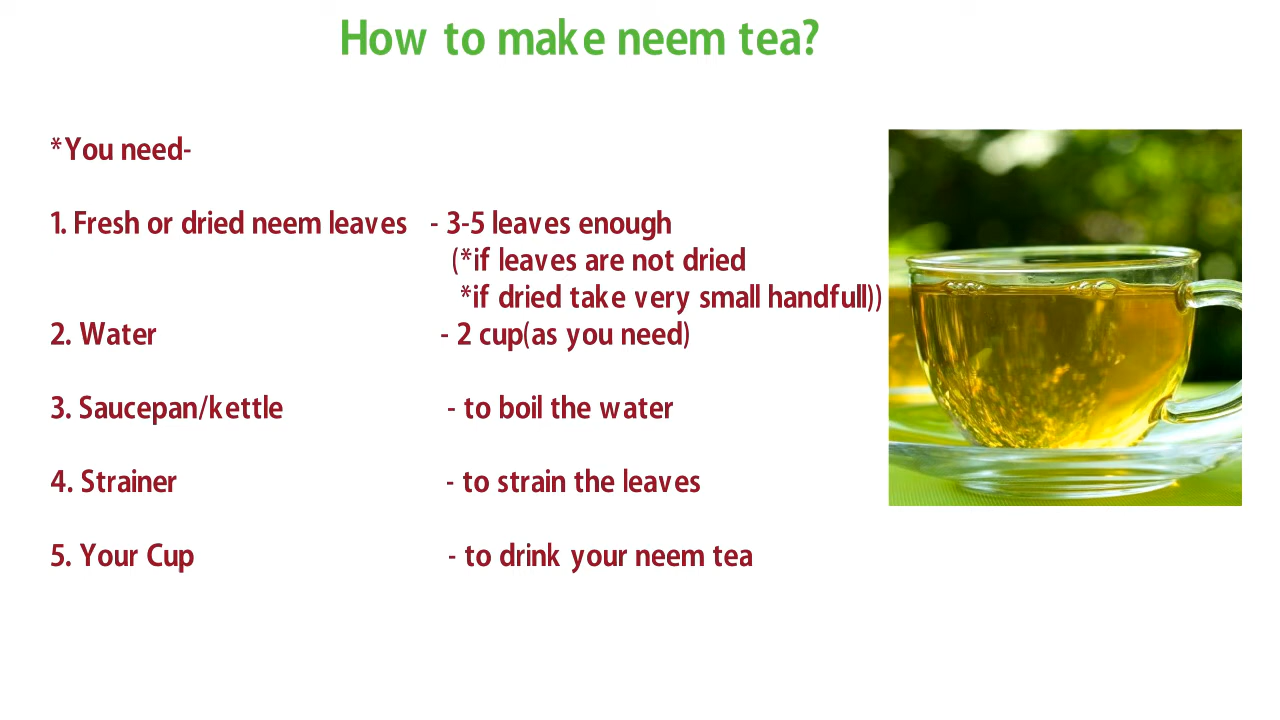 How to make neem tea?
*You need-
1. Fresh or dried neem leaves - 3-5 leaves enough
(*if leaves are not dried
*if dried take very small handfull))
2. Water - 2 cup(as you need)
3. Saucepan/kettle - to boil the water
4. Strainer - to strain the leaves
5. Your Cup - to drink your neem tea